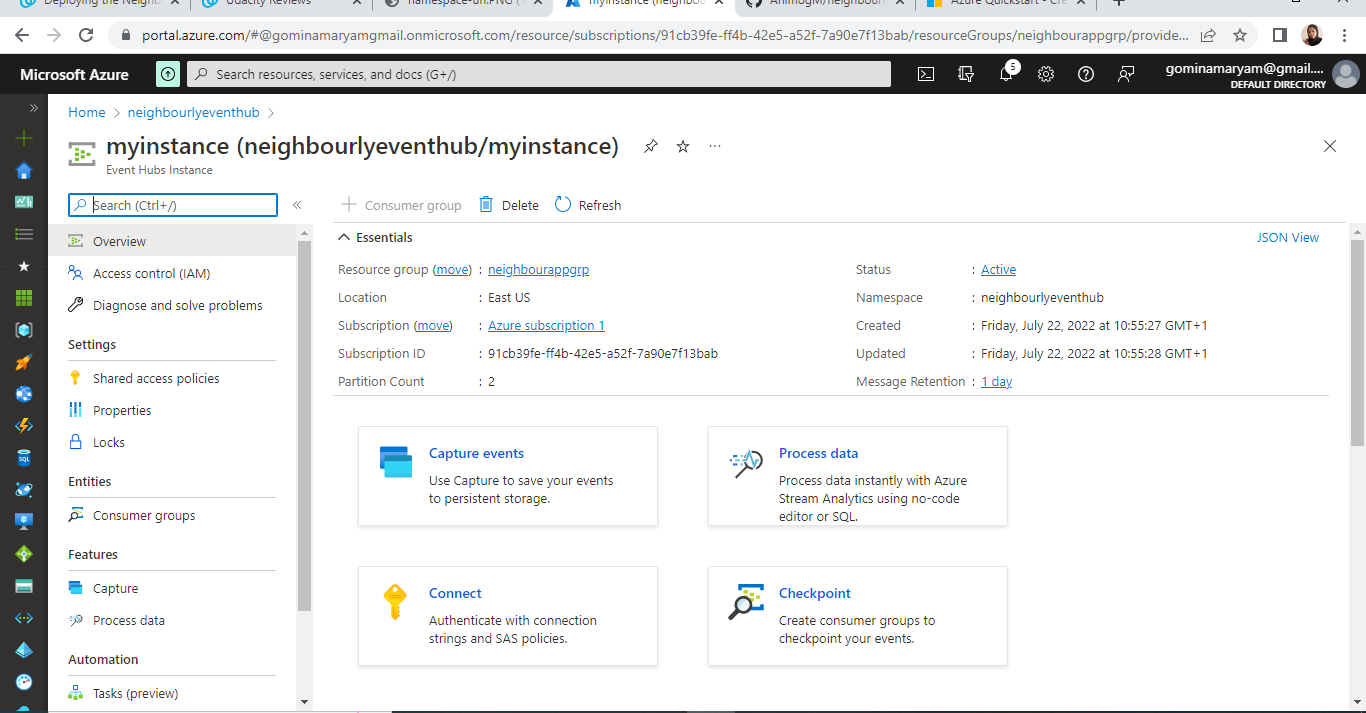 Deploying the Neighb
Udacity Reviews
namespace-url.PNG (1
myinstance (neighbou
AnimogM/neighbour
Azure Quickstart - Cre
portal.azure.com/#@gominamaryamgmail.onmicrosoft.com/resource/subscriptions/91cb39fe-ff4b-42e5-a52f-7a90e7f13bab/resourceGroups/neighbourappgrp/provide...
Microsoft Azure
Search resources, services, and docs (G+/)
5
gominamaryam@gmail....
DEFAULT DIRECTORY
Home > neighbourlyeventhub >
myinstance (neighbourlyeventhub/myinstance)
Event Hubs Instance
Search (Ctrl+/)
Overview
Access control (IAM)
Diagnose and solve problems
Settings
Shared access policies
Properties
Locks
Entities
Consumer groups
Features
Capture
Process data
Automation
Tasks (preview)
SQL
Consumer group
Delete
Refresh
Essentials
JSON View
Resource group (move) : neighbourappgrp
Location : East US
Subscription (move) : Azure subscription 1
Subscription ID : 91cb39fe-ff4b-42e5-a52f-7a90e7f13bab
Partition Count : 2
Status : Active
Namespace : neighbourlyeventhub
Created : Friday, July 22, 2022 at 10:55:27 GMT+1
Updated : Friday, July 22, 2022 at 10:55:28 GMT+1
Message Retention : 1 day
Capture events
Use Capture to save your events
to persistent storage.
Process data
Process data instantly with Azure
Stream Analytics using no-code
editor or SQL.
Connect
Authenticate with connection
strings and SAS policies.
Checkpoint
Create consumer groups to
checkpoint your events.